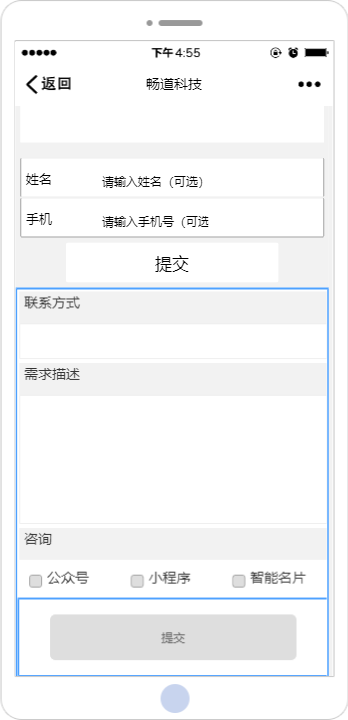 下午 4:55
返回 畅道科技
姓名 请输入姓名（可选）
手机 请输入手机号（可选
提交
联系方式
需求描述
咨询
公众号 小程序 智能名片
提交